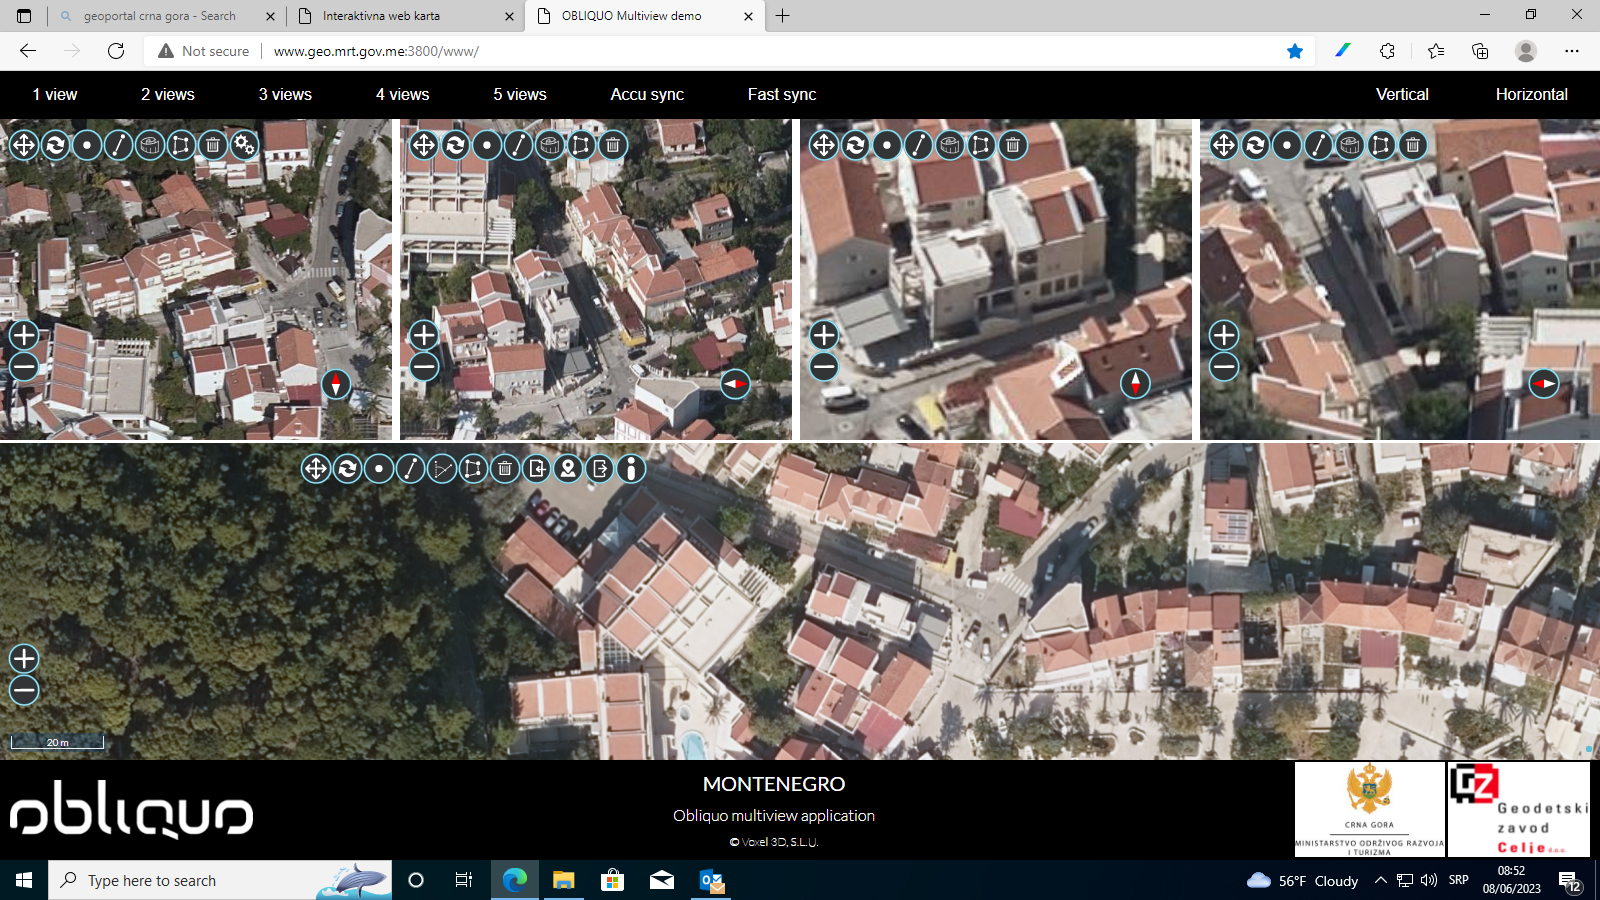 geoportal crna gora - Search
Interaktivna web karta
OBLIQUO Multiview demo
Not secure
www.geo.mrt.gov.me:3800/www/
1 view
2 views
3 views
4 views
5 views
Accu sync
Fast sync
Vertical
Horizontal
20 m
obliquo
MONTENEGRO
Obliquo multiview application
© Voxel 3D, S.L.U.
CRNA GORA
MINISTARSTVO ODRŽIVOG RAZVOJA
I TURIZMA
GZ
Geodetski
zavod
Celje d.o.o.
Type here to search
56°F Cloudy
SRP
08:52
08/06/2023
12